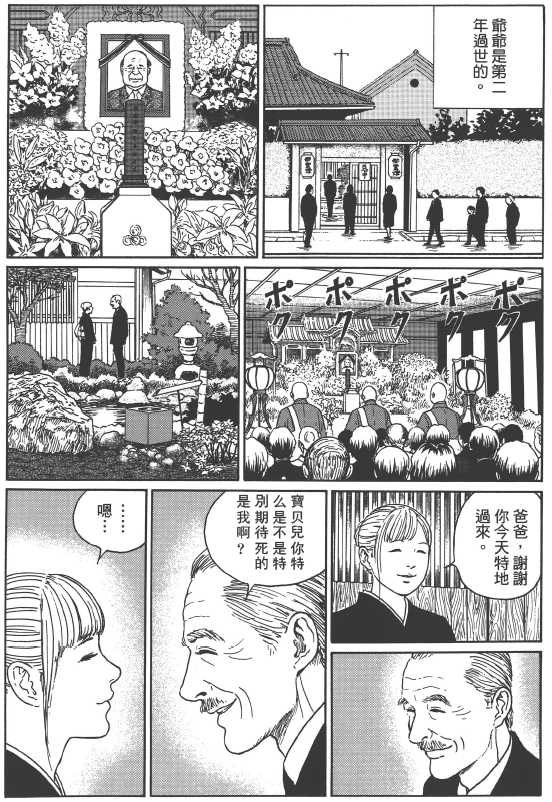 爺爺是第二
年過世的。
ポク
ポク
ポク
ポク
ポク
爸爸，謝謝
你今天特地
過來。
寶贝兒你特
么是不是特
別期待死的
是我啊？
……
嗯…